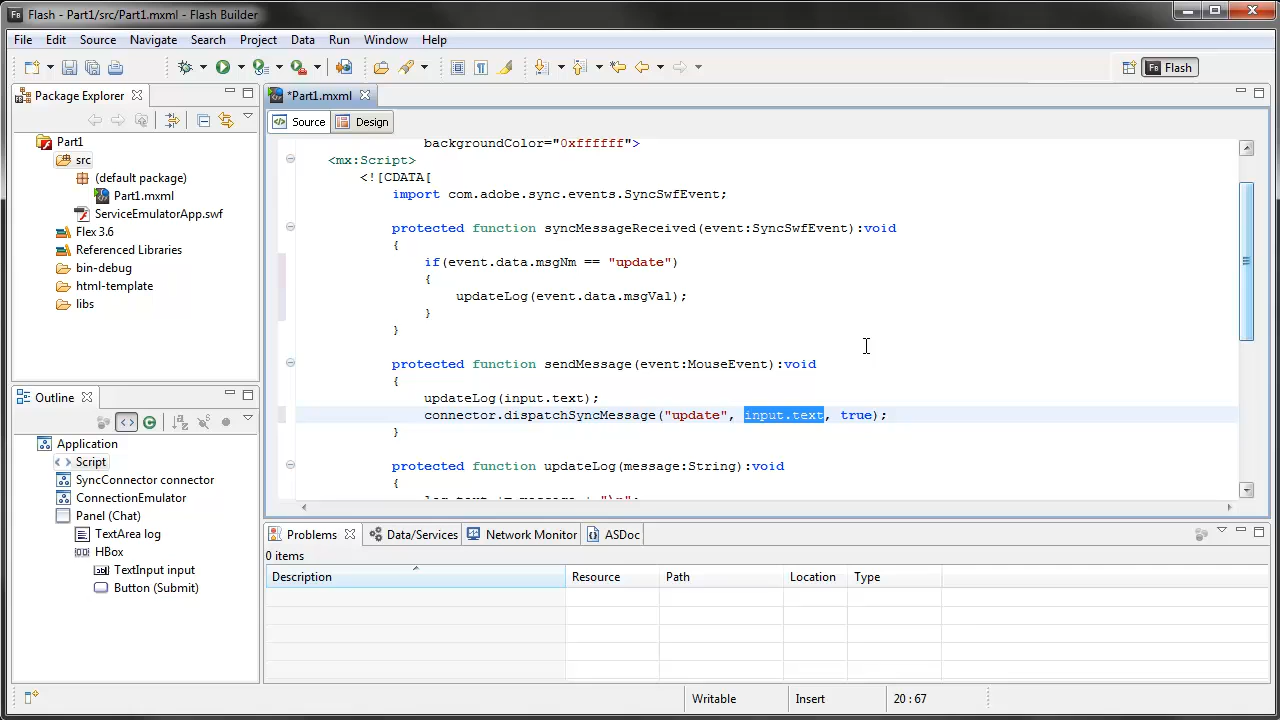 Flash - Part1/src/Part1.mxml - Flash Builder
File Edit Source Navigate Search Project Data Run Window Help
Flash
Package Explorer
Part1
src
(default package)
Part1.mxml
ServiceEmulatorApp.swf
Flex 3.6
Referenced Libraries
bin-debug
html-template
libs
Outline
Application
Script
SyncConnector connector
ConnectionEmulator
Panel (Chat)
TextArea log
HBox
TextInput input
Button (Submit)
*Part1.mxml
Source Design
backgroundColor="0xffffff">
<mx:Script>
<![CDATA[
import com.adobe.sync.events.SyncSwfEvent;
protected function syncMessageReceived(event:SyncSwfEvent):void
{
if(event.data.msgNm == "update")
{
updateLog(event.data.msgVal);
}
}
protected function sendMessage(event:MouseEvent):void
{
updateLog(input.text);
connector.dispatchSyncMessage("update", input.text, true);
}
protected function updateLog(message:String):void
{
log.text += message + "\n";
Problems Data/Services Network Monitor ASDoc
0 items
Description Resource Path Location Type
Writable Insert 20 : 67